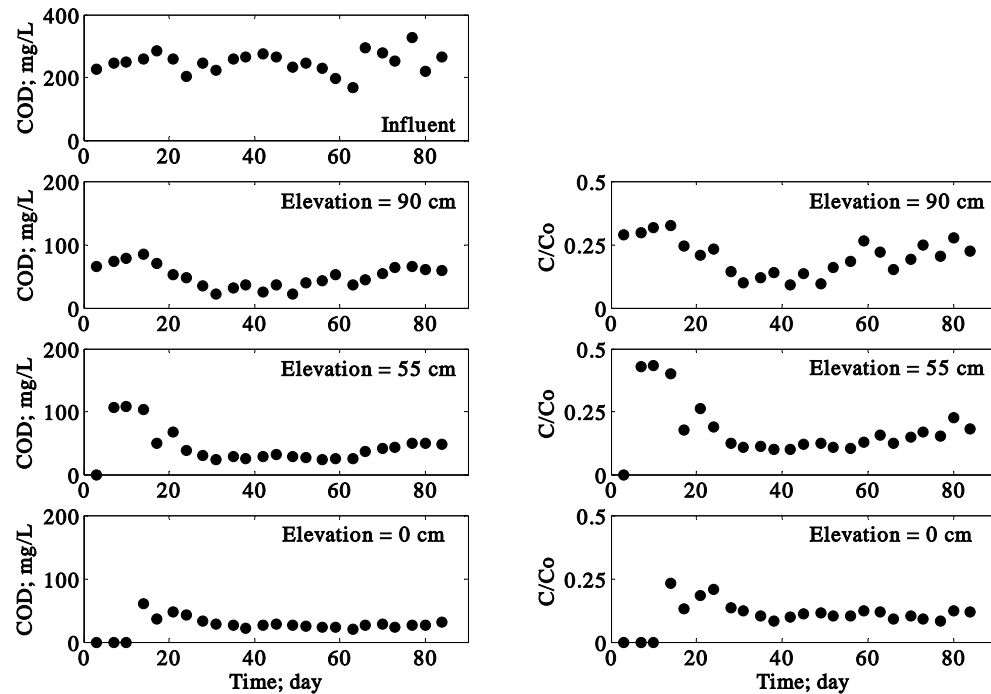 400
200
0
COD; mg/L
Influent
0 20 40 60 80
200
100
0
COD; mg/L
Elevation = 90 cm
0 20 40 60 80
0.5
0.25
0
C/Co
Elevation = 90 cm
0 20 40 60 80
200
100
0
COD; mg/L
Elevation = 55 cm
0 20 40 60 80
0.5
0.25
0
C/Co
Elevation = 55 cm
0 20 40 60 80
200
100
0
COD; mg/L
Elevation = 0 cm
0 20 40 60 80
Time; day
0.5
0.25
0
C/Co
Elevation = 0 cm
0 20 40 60 80
Time; day